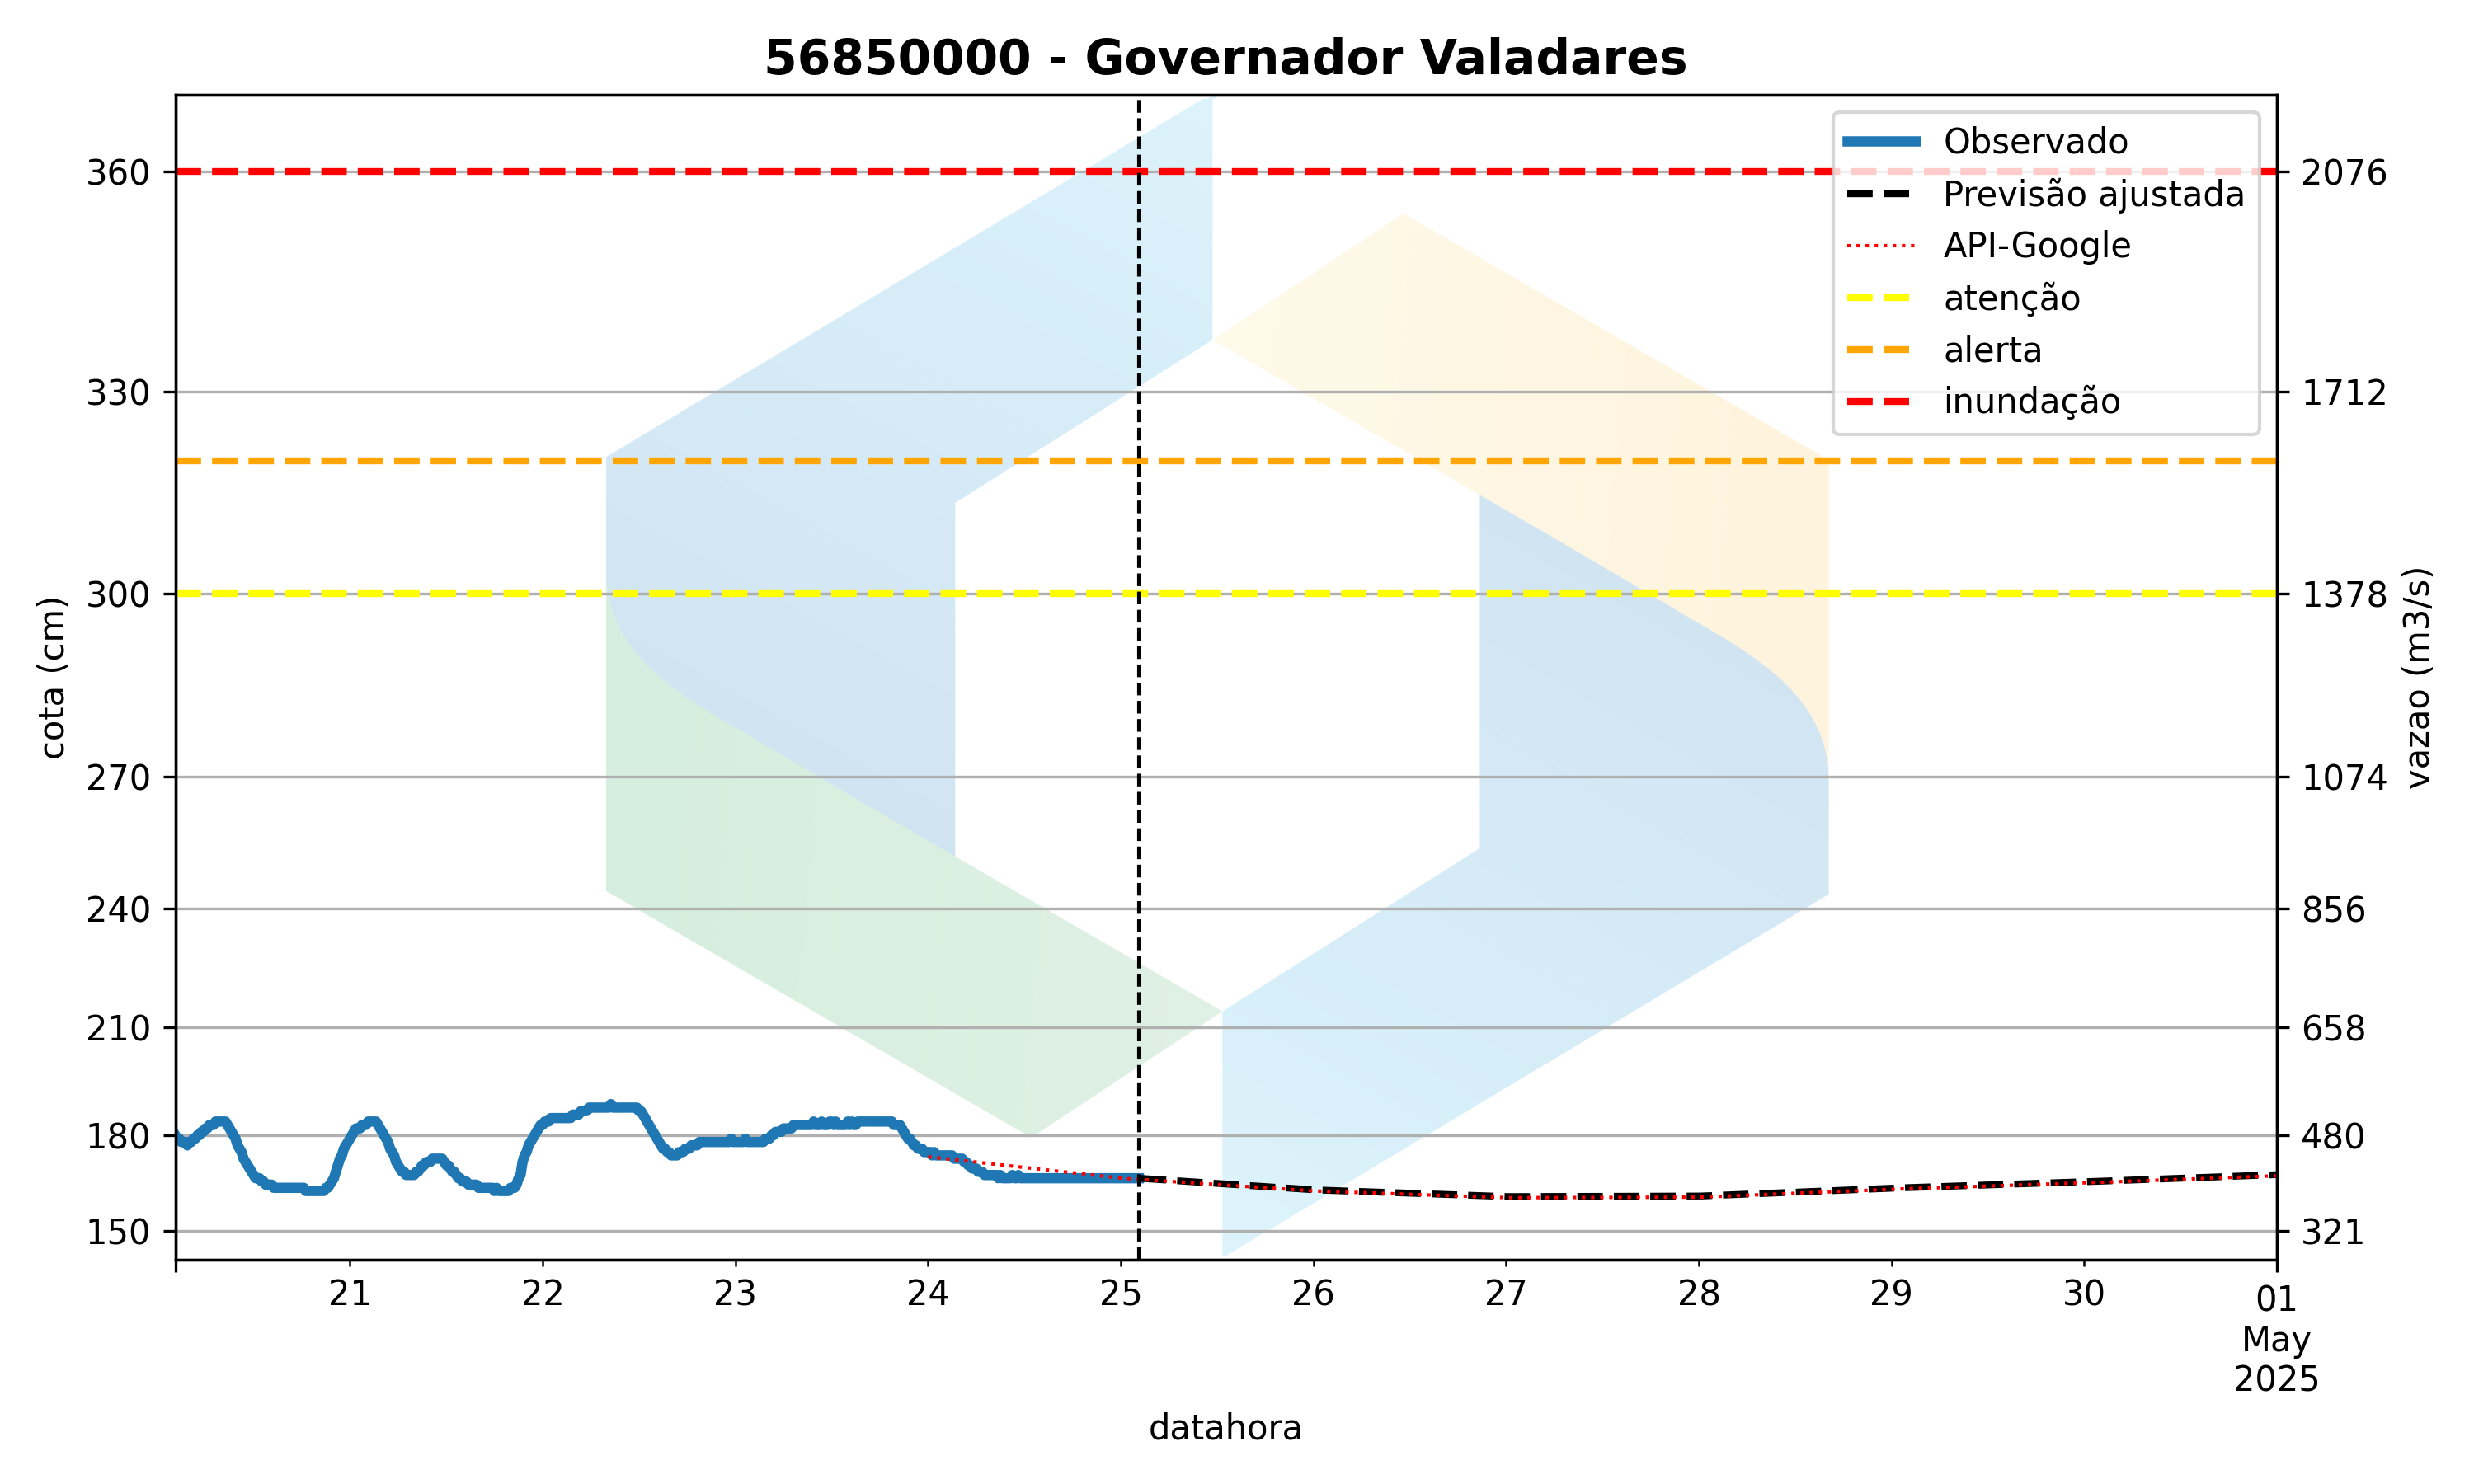 56850000 - Governador Valadares
Observado
Previsão ajustada
API-Google
atenção
alerta
inundação
360
330
300
270
240
210
180
150
cota (cm)
2076
1712
1378
1074
856
658
480
321
vazao (m3/s)
21 22 23 24 25 26 27 28 29 30 01
May
2025
datahora